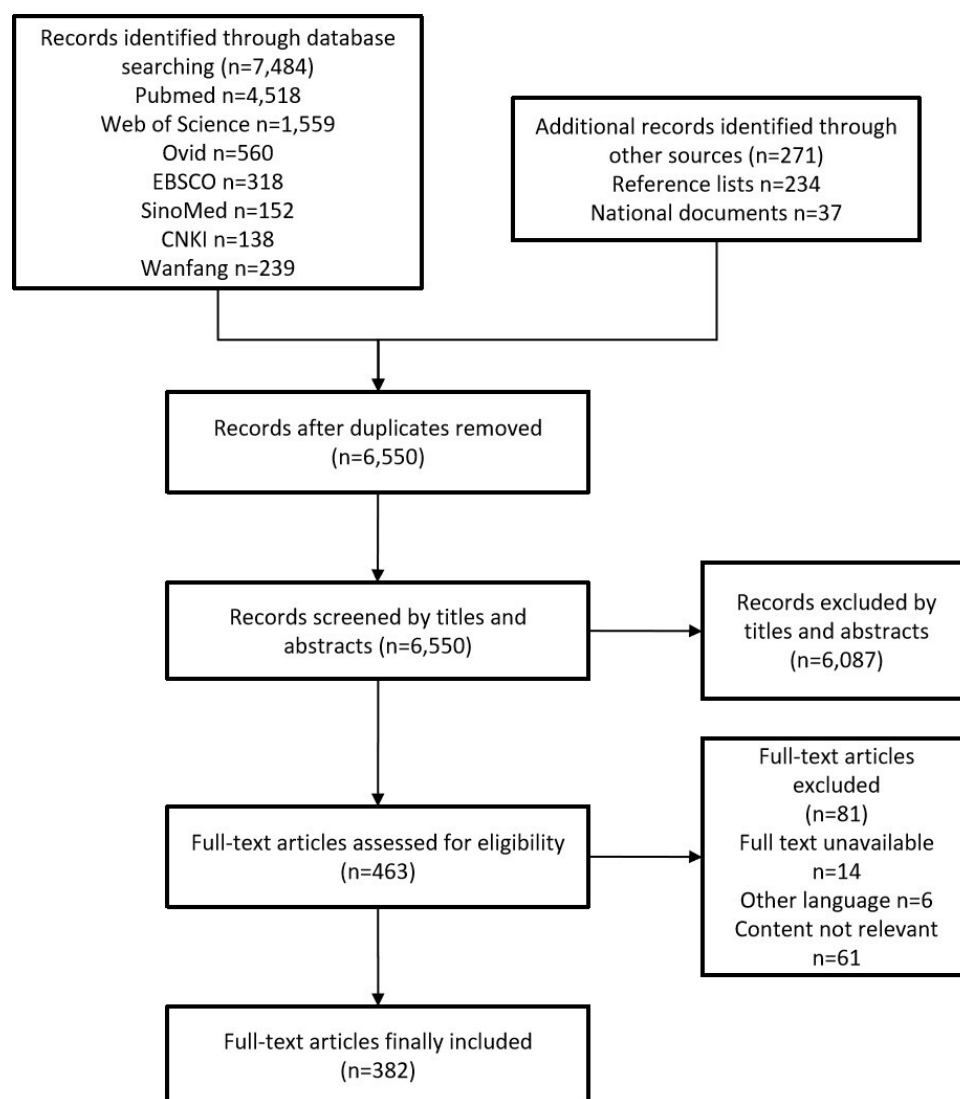 Records identified through database
searching (n=7,484)
Pubmed n=4,518
Web of Science n=1,559
Ovid n=560
EBSCO n=318
SinoMed n=152
CNKI n=138
Wanfang n=239
Additional records identified through
other sources (n=271)
Reference lists n=234
National documents n=37
Records after duplicates removed
(n=6,550)
Records screened by titles and
abstracts (n=6,550)
Records excluded by
titles and abstracts
(n=6,087)
Full-text articles assessed for eligibility
(n=463)
Full-text articles
excluded
(n=81)
Full text unavailable
n=14
Other language n=6
Content not relevant
n=61
Full-text articles finally included
(n=382)